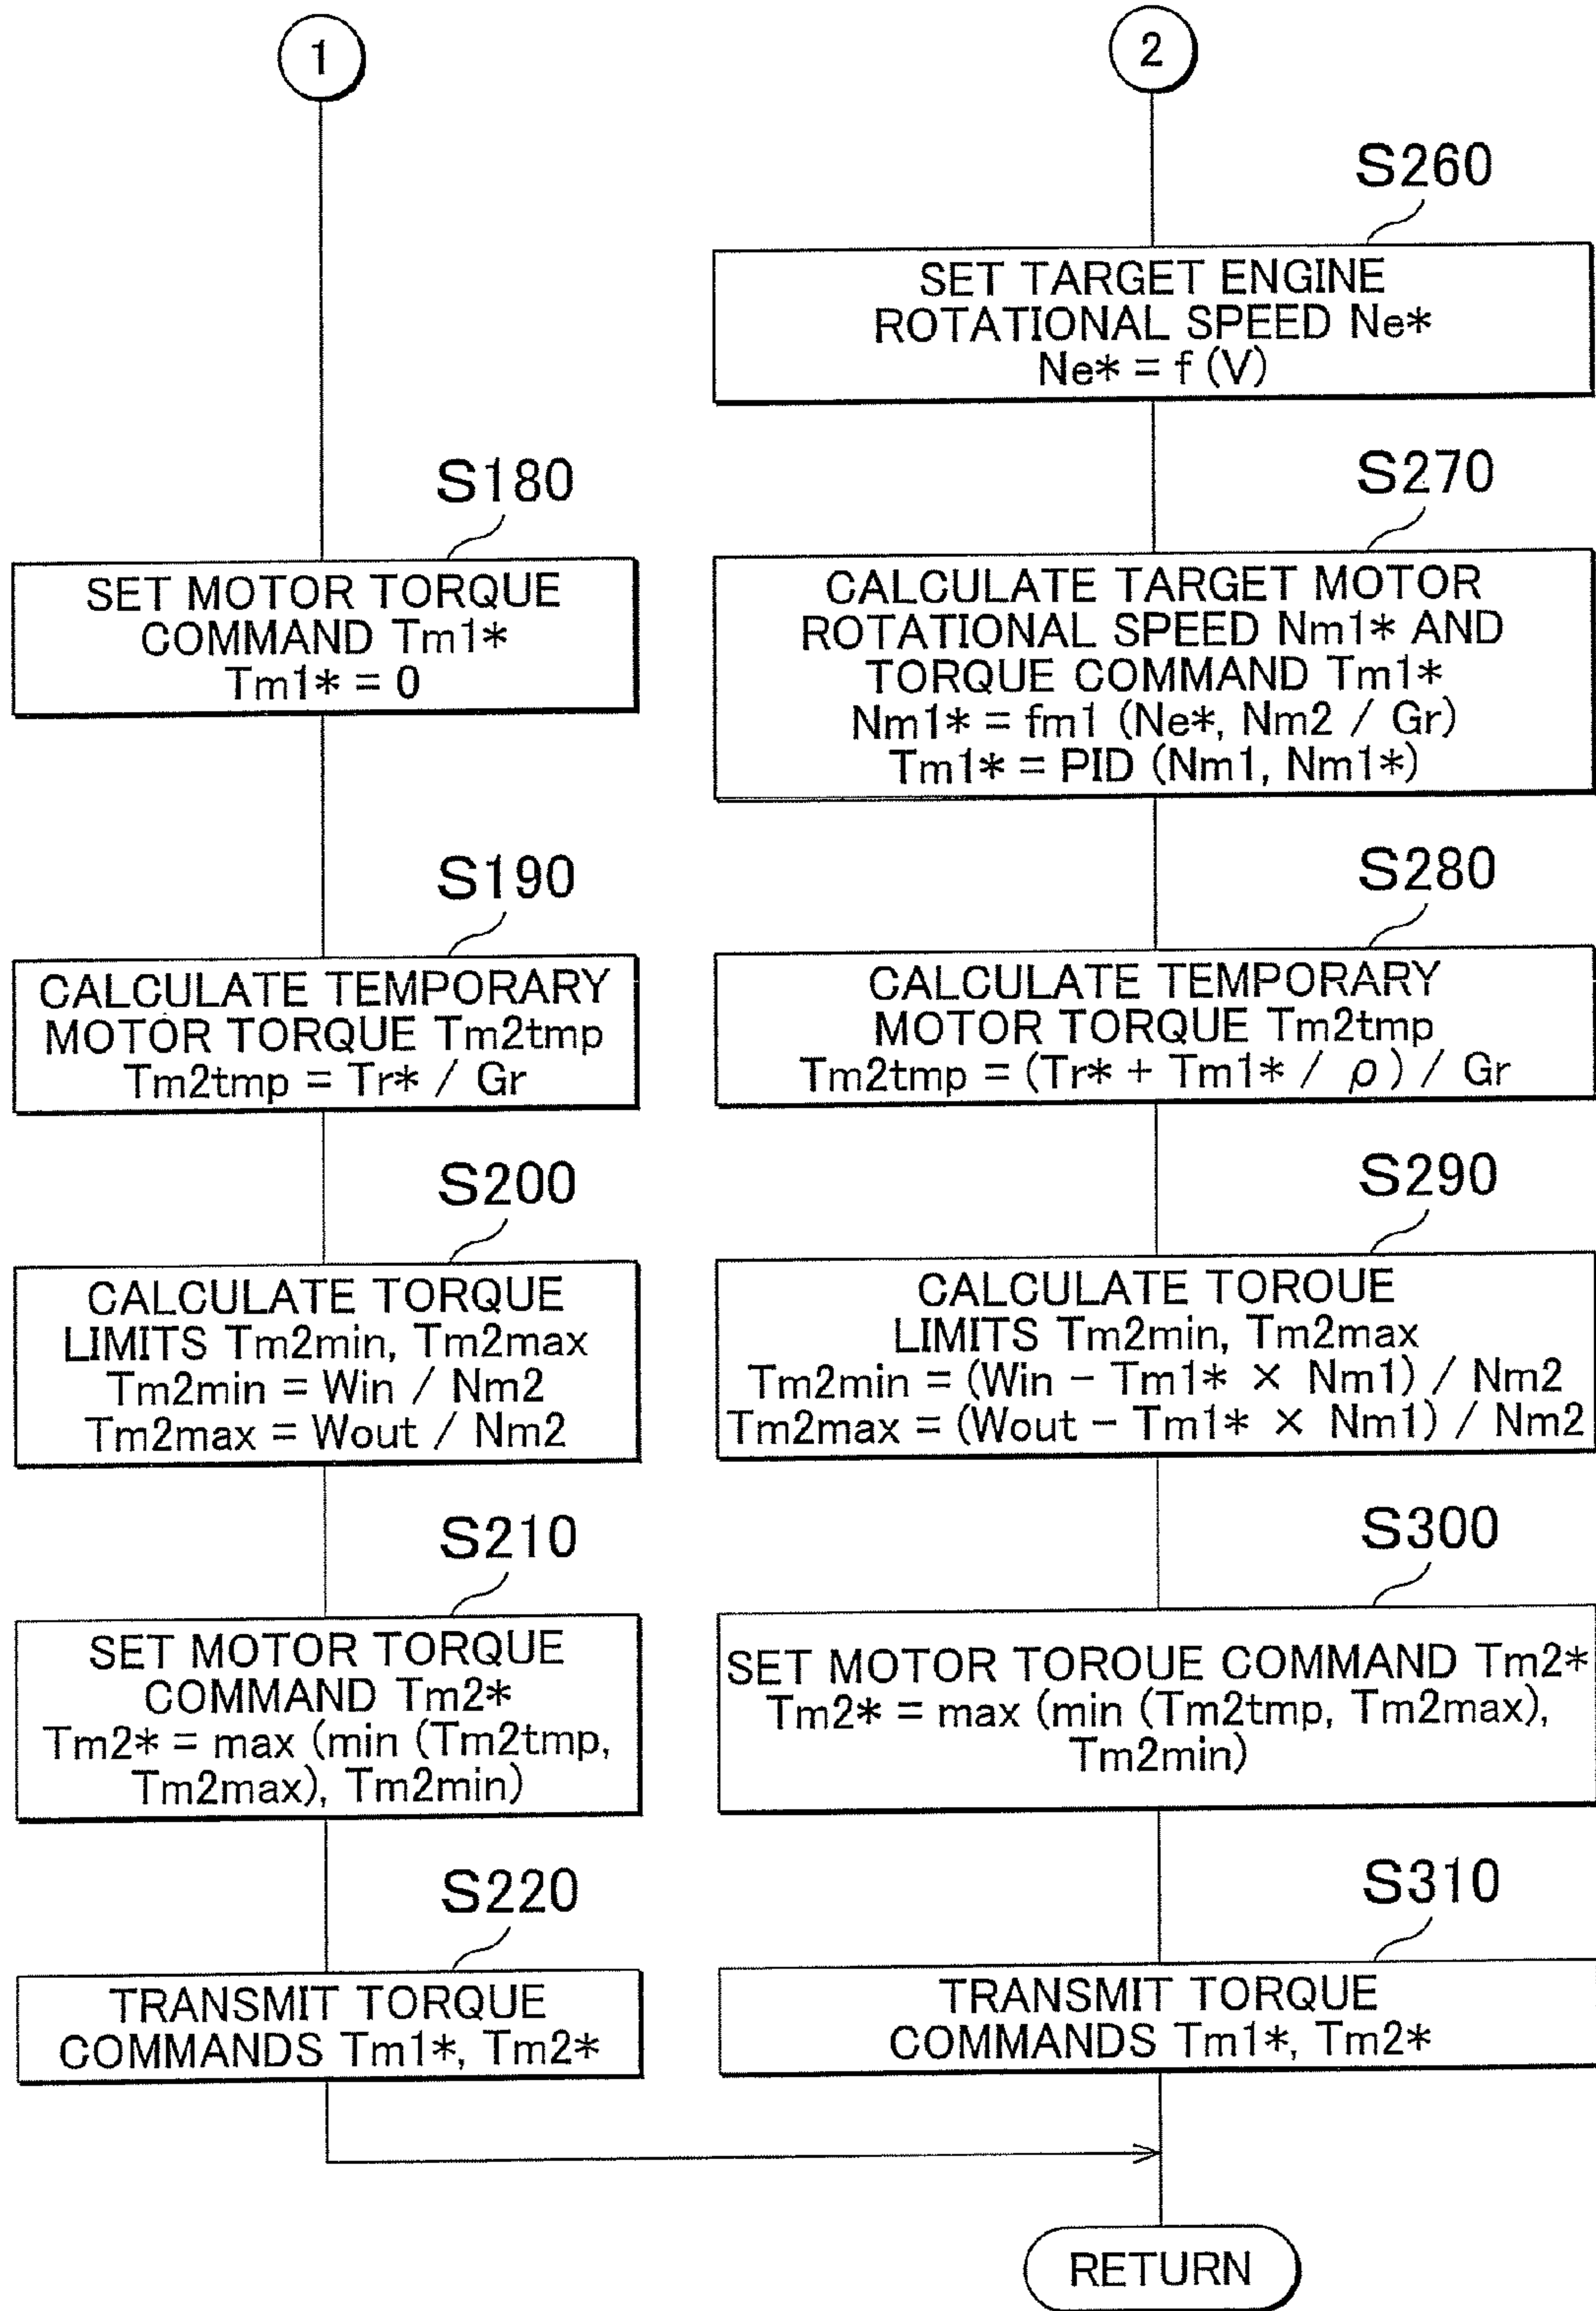 1
S180
SET MOTOR TORQUE
COMMAND Tm1*
Tm1* = 0
S190
CALCULATE TEMPORARY
MOTOR TORQUE Tm2tmp
Tm2tmp = Tr* / Gr
S200
CALCULATE TORQUE
LIMITS Tm2min, Tm2max
Tm2min = Win / Nm2
Tm2max = Wout / Nm2
S210
SET MOTOR TORQUE
COMMAND Tm2*
Tm2* = max (min (Tm2tmp,
Tm2max), Tm2min)
S220
TRANSMIT TORQUE
COMMANDS Tm1*, Tm2*
2
S260
SET TARGET ENGINE
ROTATIONAL SPEED Ne*
Ne* = f (V)
S270
CALCULATE TARGET MOTOR
ROTATIONAL SPEED Nm1* AND
TORQUE COMMAND Tm1*
Nm1* = fm1 (Ne*, Nm2 / Gr)
Tm1* = PID (Nm1, Nm1*)
S280
CALCULATE TEMPORARY
MOTOR TORQUE Tm2tmp
Tm2tmp = (Tr* + Tm1* / ρ) / Gr
S290
CALCULATE TOROUE
LIMITS Tm2min, Tm2max
Tm2min = (Win − Tm1* × Nm1) / Nm2
Tm2max = (Wout − Tm1* × Nm1) / Nm2
S300
SET MOTOR TOROUE COMMAND Tm2*
Tm2* = max (min (Tm2tmp, Tm2max),
Tm2min)
S310
TRANSMIT TORQUE
COMMANDS Tm1*, Tm2*
RETURN